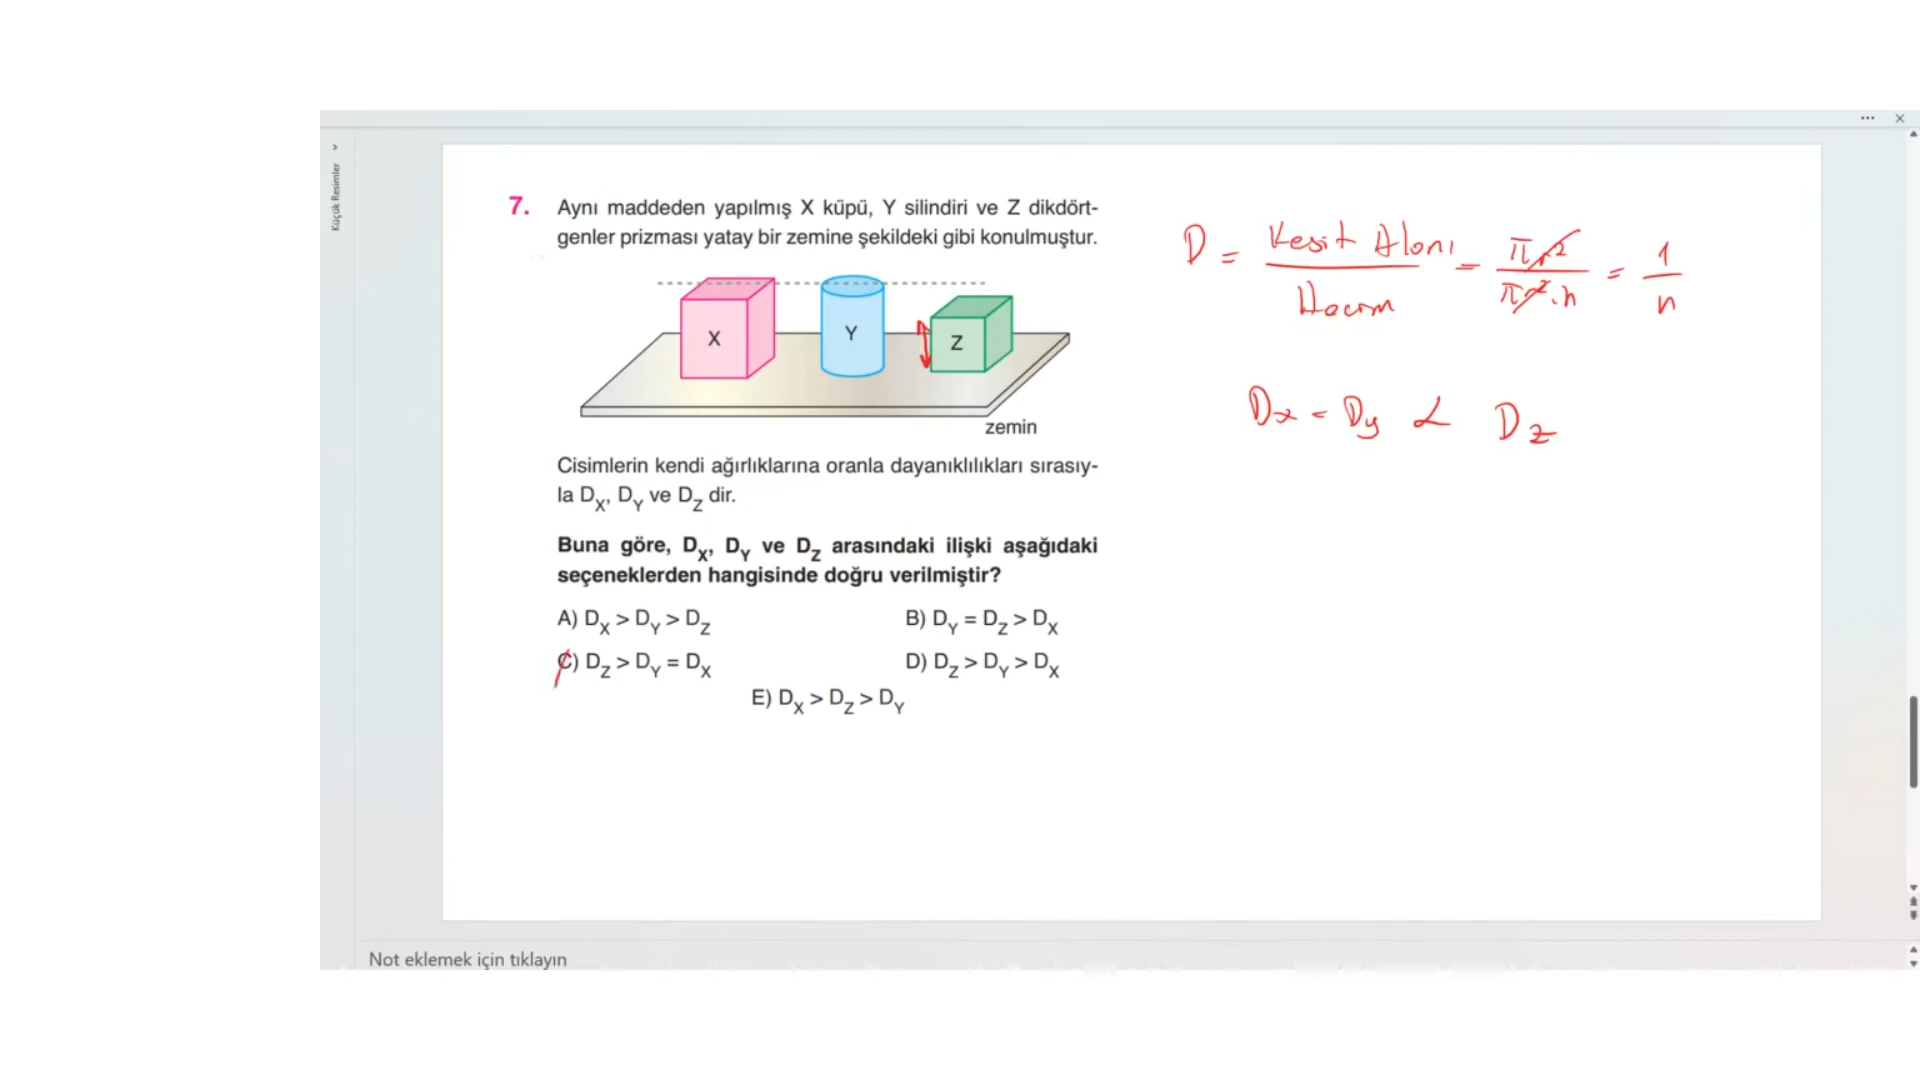 Küçük Resimler
7. Aynı maddeden yapılmış X küpü, Y silindiri ve Z dikdört-
genler prizması yatay bir zemine şekildeki gibi konulmuştur.
X
Y
Z
zemin
Cisimlerin kendi ağırlıklarına oranla dayanıklılıkları sırasıy-
la DX, DY ve DZ dir.
Buna göre, DX, DY ve DZ arasındaki ilişki aşağıdaki
seçeneklerden hangisinde doğru verilmiştir?
A) DX > DY > DZ
B) DY = DZ > DX
C) DZ > DY = DX
D) DZ > DY > DX
E) DX > DZ > DY
D = Kesit Alanı / Hacim = πr² / πr².h = 1 / h
Dx = Dy < Dz
Not eklemek için tıklayın